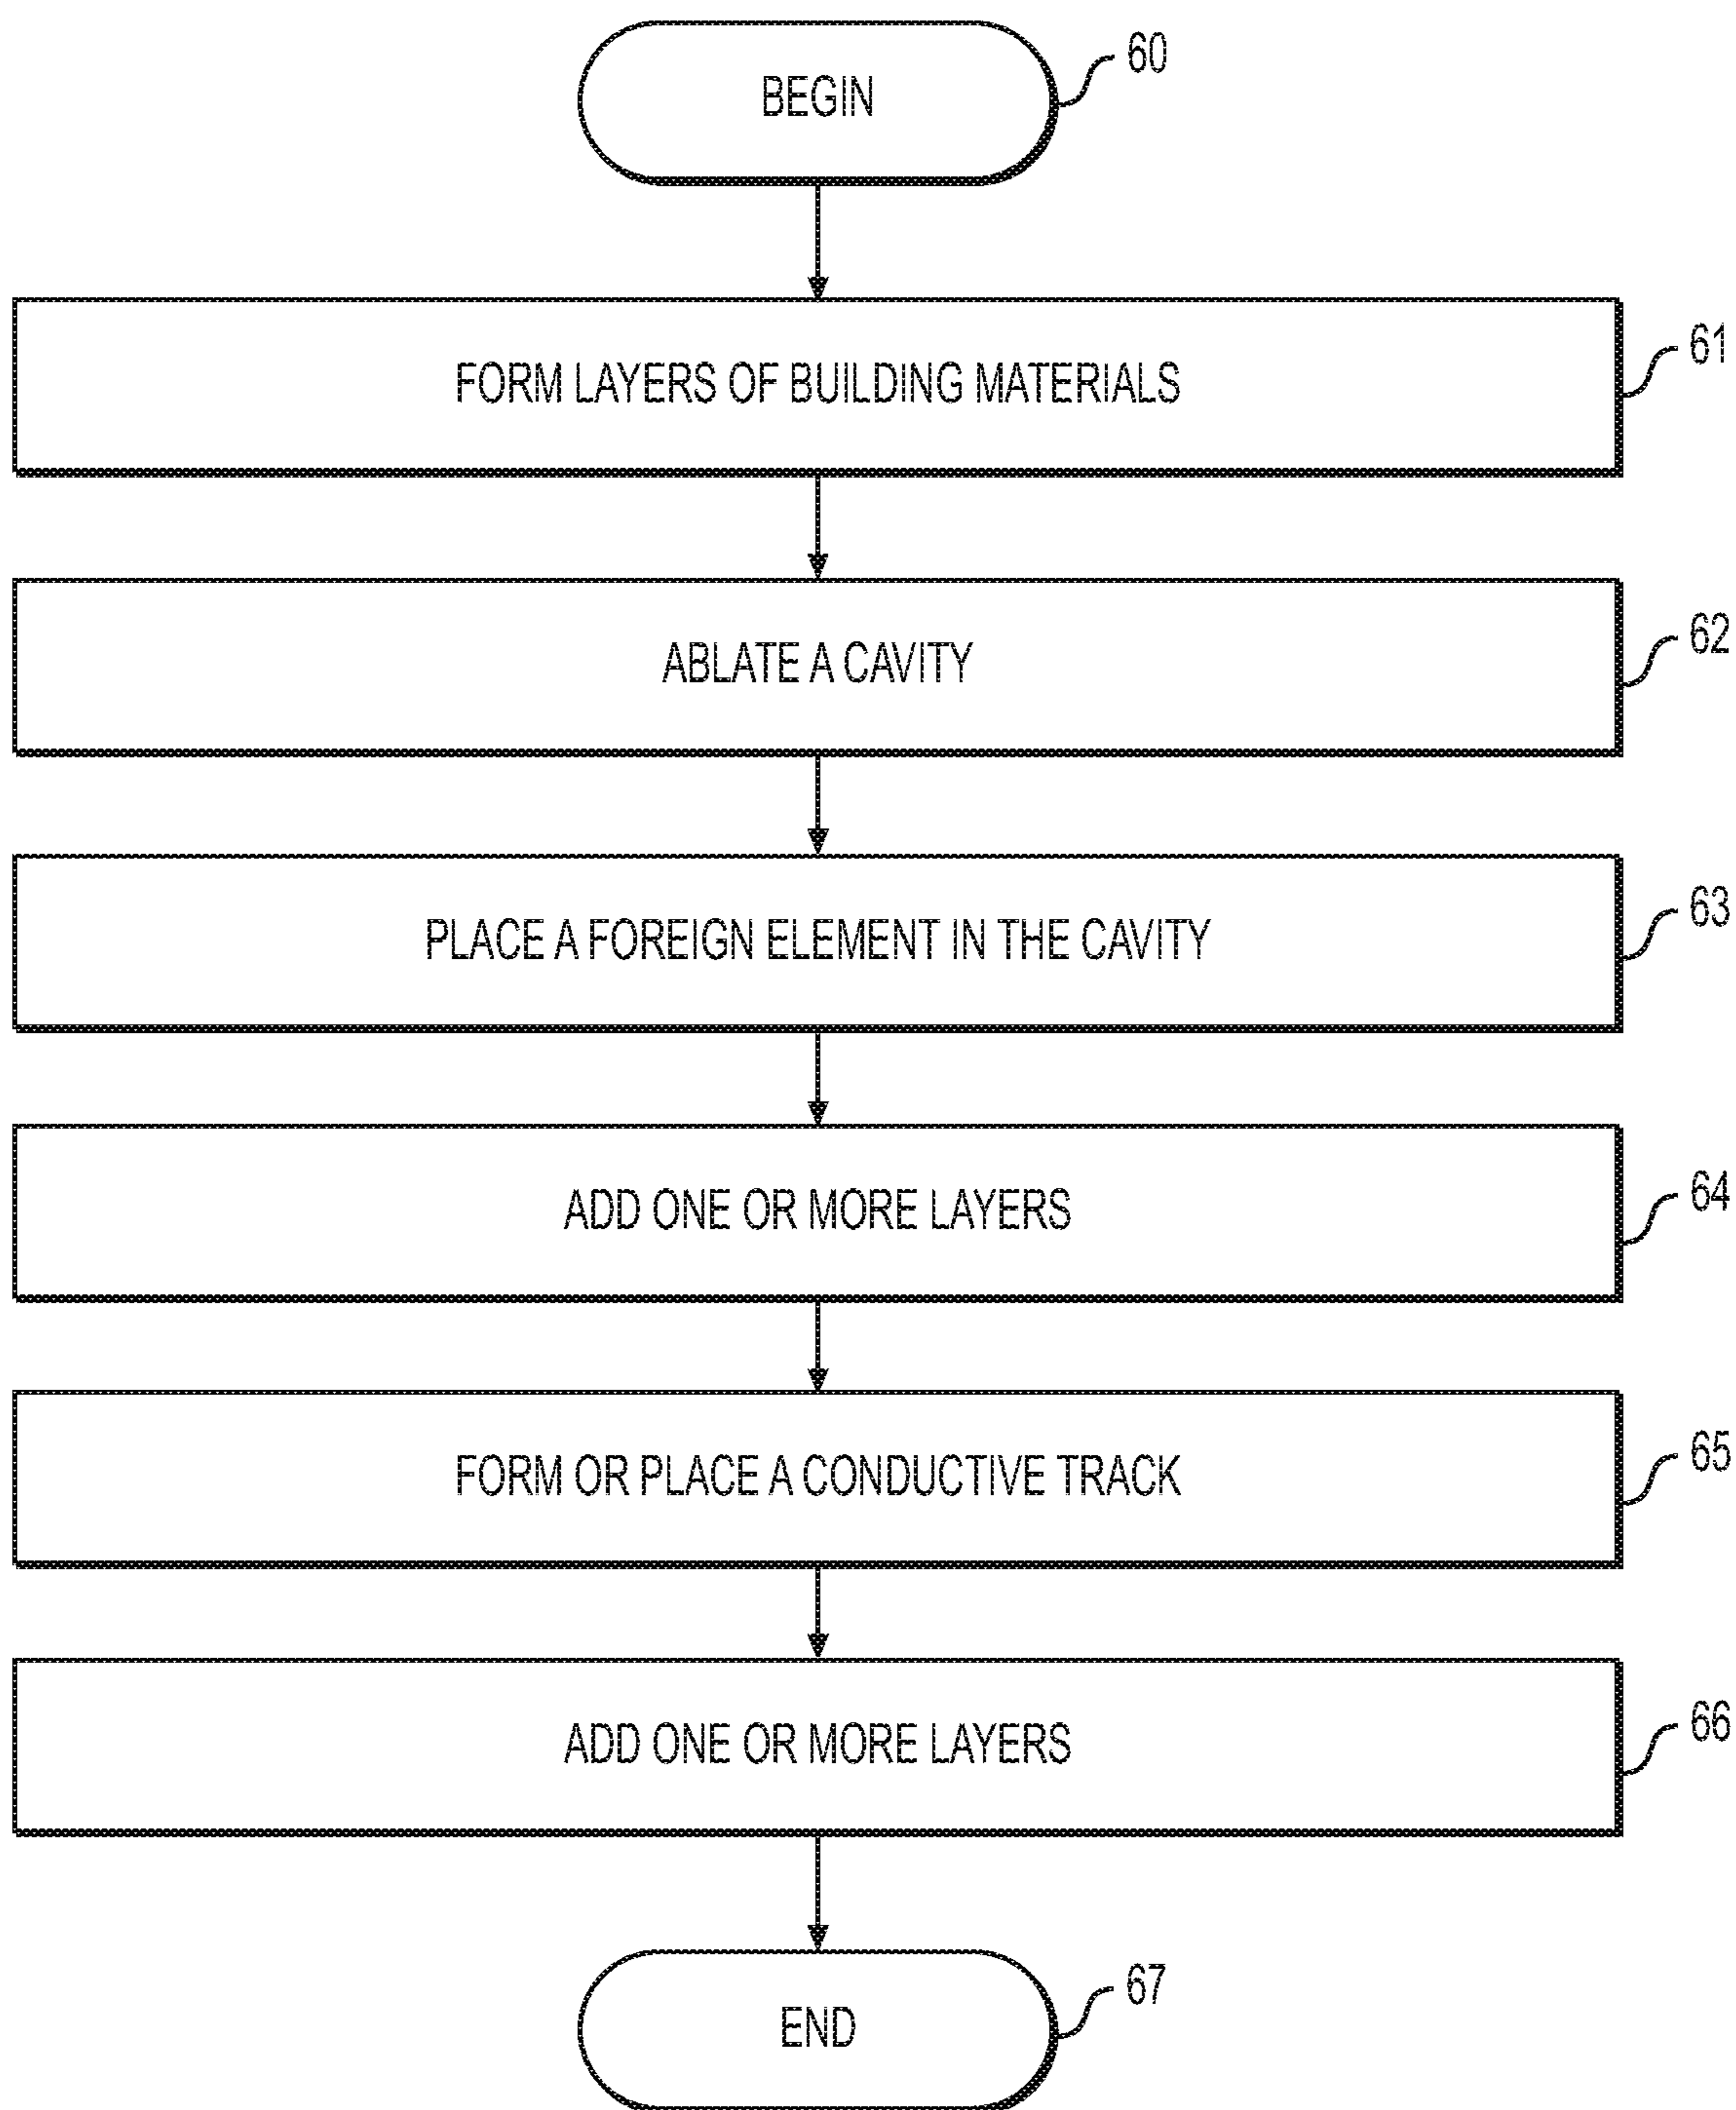 BEGIN
60
FORM LAYERS OF BUILDING MATERIALS
61
ABLATE A CAVITY
62
PLACE A FOREIGN ELEMENT IN THE CAVITY
63
ADD ONE OR MORE LAYERS
64
FORM OR PLACE A CONDUCTIVE TRACK
65
ADD ONE OR MORE LAYERS
66
END
67